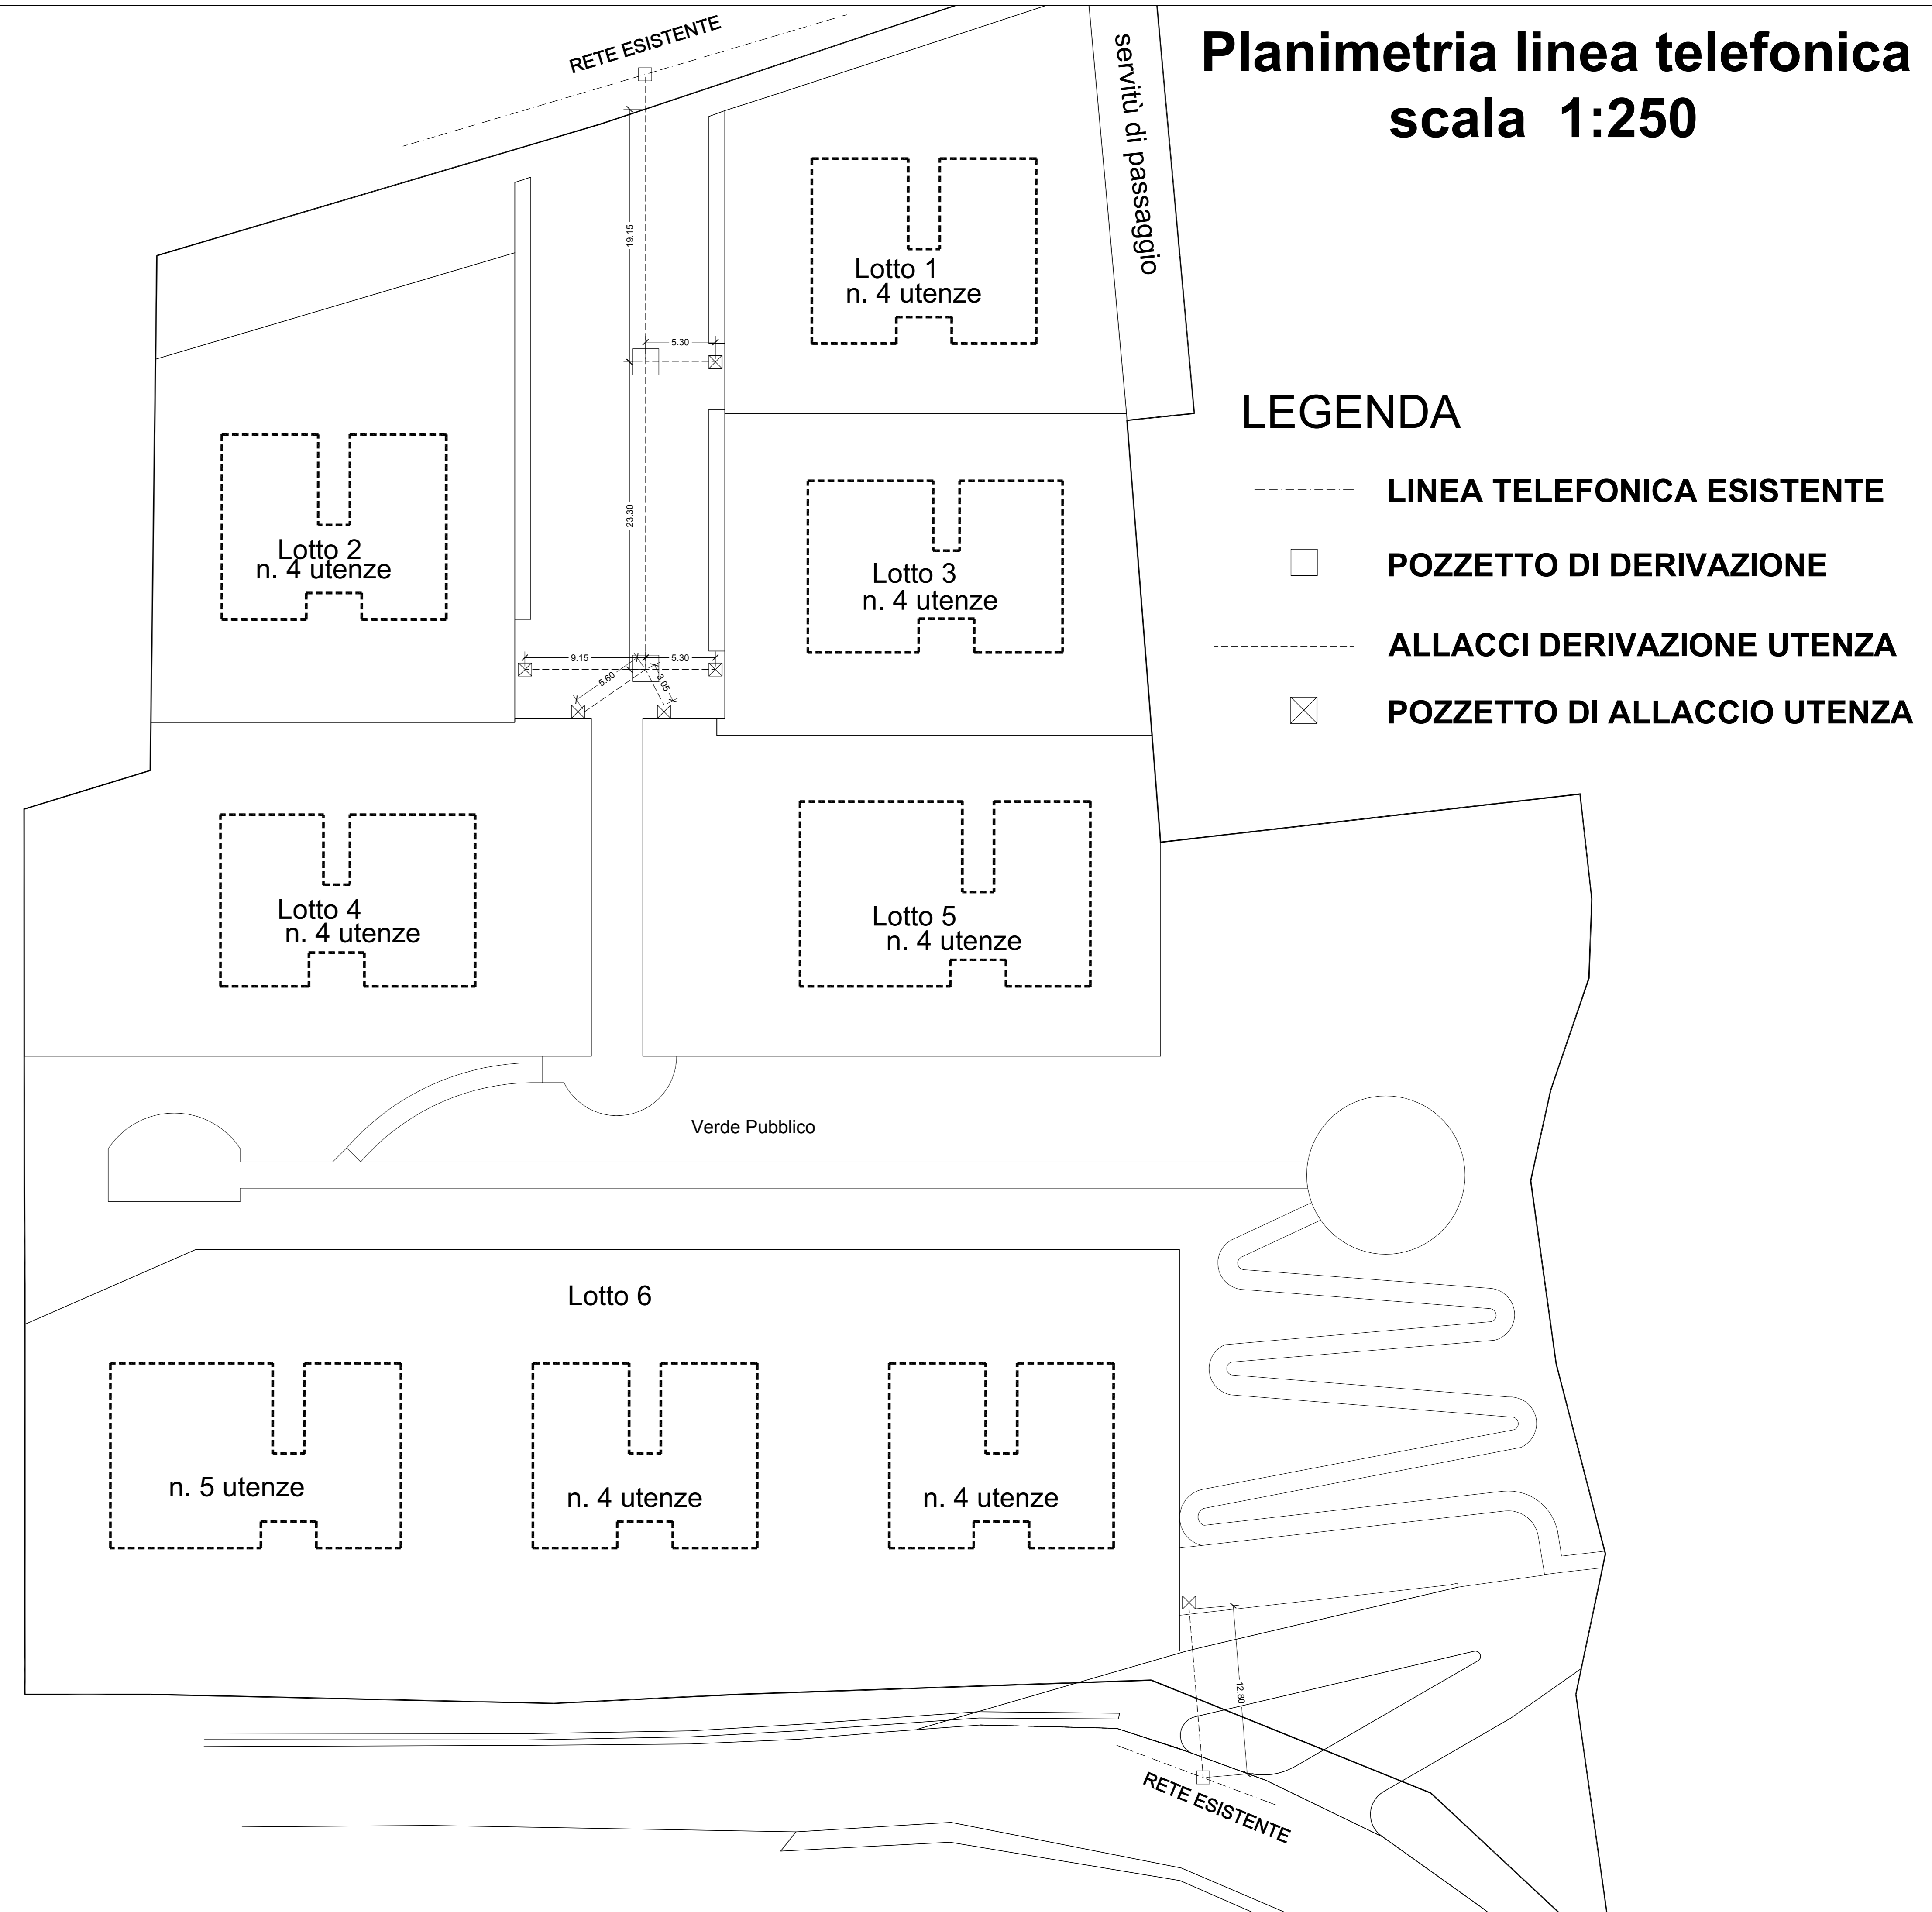 Planimetria linea telefonica
scala 1:250
RETE ESISTENTE
servitù di passaggio
19.15
Lotto 1
n. 4 utenze
5.30
LEGENDA
LINEA TELEFONICA ESISTENTE
POZZETTO DI DERIVAZIONE
ALLACCI DERIVAZIONE UTENZA
POZZETTO DI ALLACCIO UTENZA
23.30
Lotto 2
n. 4 utenze
Lotto 3
n. 4 utenze
9.15
5.30
5.60
3.05
Lotto 4
n. 4 utenze
Lotto 5
n. 4 utenze
Verde Pubblico
Lotto 6
n. 5 utenze
n. 4 utenze
n. 4 utenze
12.80
RETE ESISTENTE